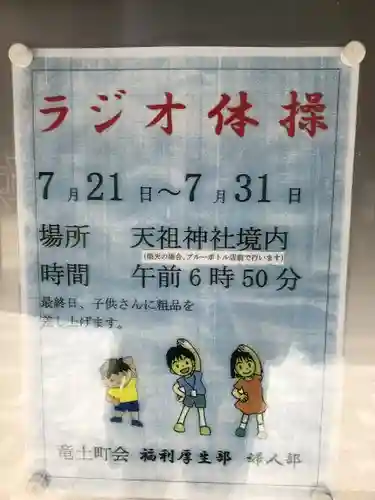 ラジオ体操
7月21日～7月31日
場所 天祖神社境内
(雨天の場合、ブルーボトル店前で行います)
時間 午前6時50分
最終日、子供さんに粗品を
差し上げます。
竜土町会 福利厚生部 婦人部